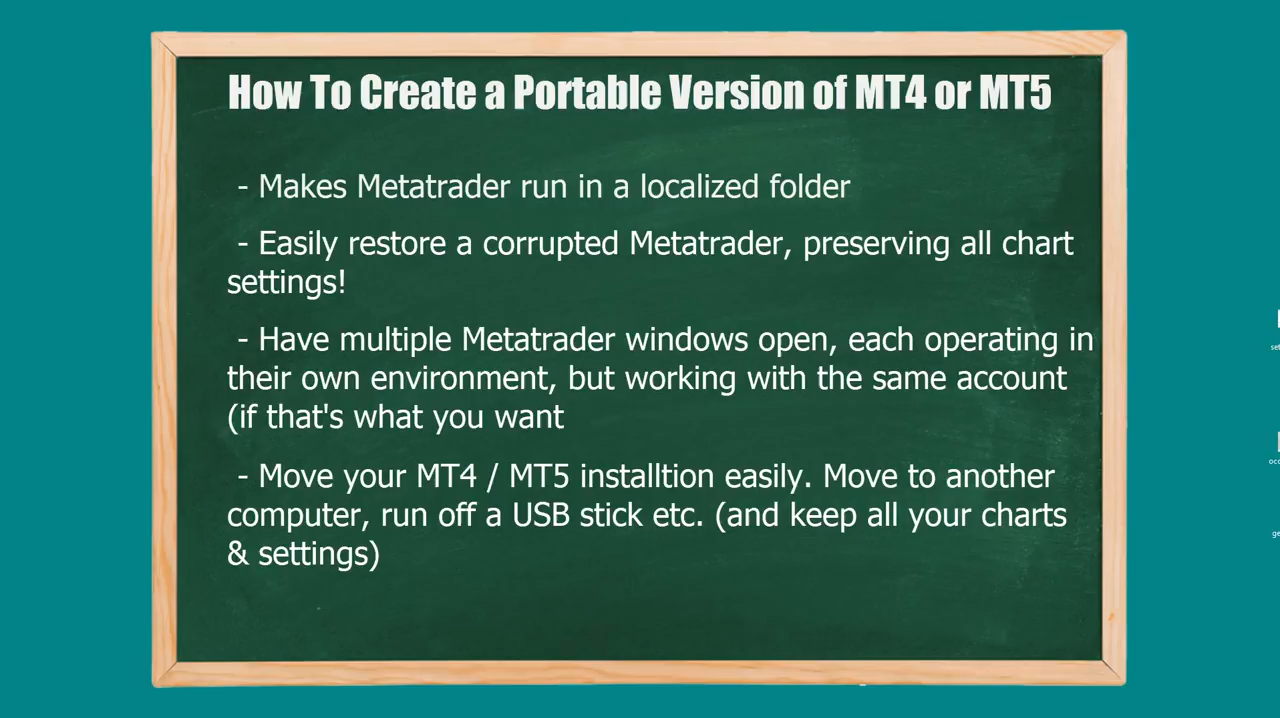 How To Create a Portable Version of MT4 or MT5
- Makes Metatrader run in a localized folder
- Easily restore a corrupted Metatrader, preserving all chart
settings!
- Have multiple Metatrader windows open, each operating in
their own environment, but working with the same account
(if that's what you want
- Move your MT4 / MT5 installtion easily. Move to another
computer, run off a USB stick etc. (and keep all your charts
& settings)